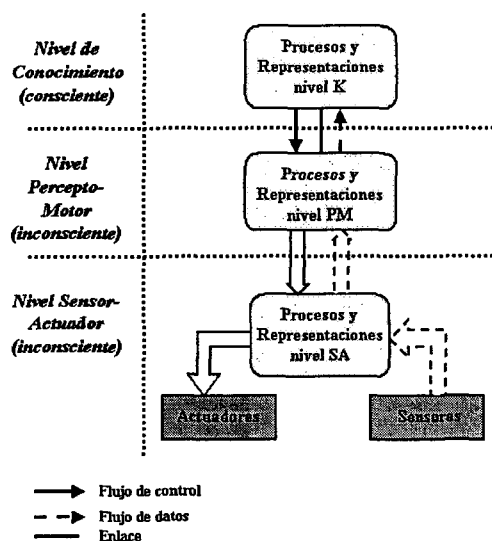 Nivel de
Conocimiento
(consciente)
Procesos y
Representaciones
nivel K
Nivel
Percepto-
Motor
(inconsciente)
Procesos y
Representaciones
nivel PM
Nivel Sensor-
Actuador
(inconsciente)
Procesos y
Representaciones
nivel SA
Actuadores
Sensores
Flujo de control
Flujo de datos
Enlace